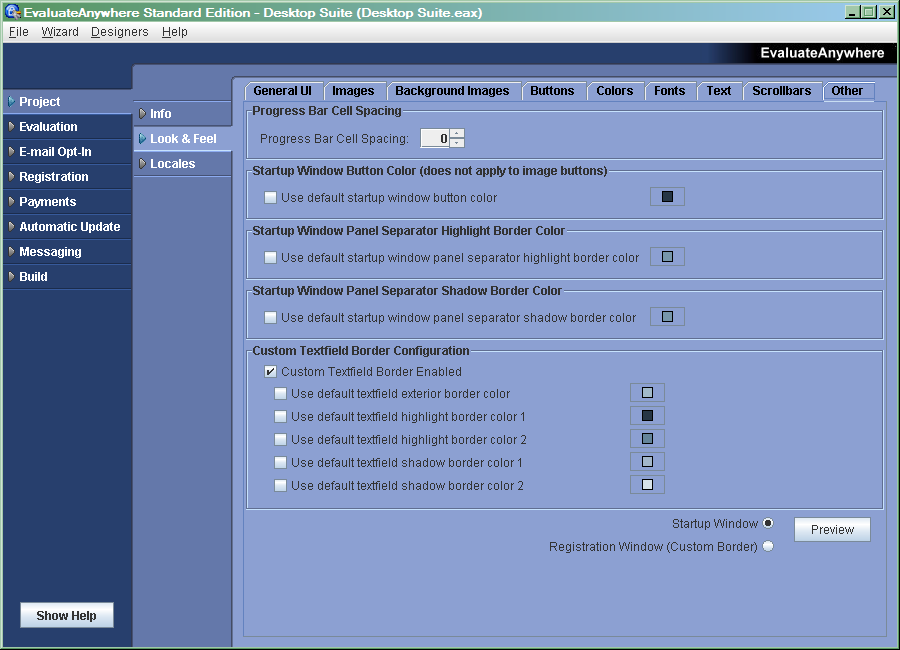 EvaluateAnywhere Standard Edition - Desktop Suite (Desktop Suite.eax)
File Wizard Designers Help
EvaluateAnywhere
Project
Evaluation
E-mail Opt-In
Registration
Payments
Automatic Update
Messaging
Build
Show Help
Info
Look & Feel
Locales
General UI Images Background Images Buttons Colors Fonts Text Scrollbars Other
Progress Bar Cell Spacing
Progress Bar Cell Spacing: 0
Startup Window Button Color (does not apply to image buttons)
Use default startup window button color
Startup Window Panel Separator Highlight Border Color
Use default startup window panel separator highlight border color
Startup Window Panel Separator Shadow Border Color
Use default startup window panel separator shadow border color
Custom Textfield Border Configuration
Custom Textfield Border Enabled
Use default textfield exterior border color
Use default textfield highlight border color 1
Use default textfield highlight border color 2
Use default textfield shadow border color 1
Use default textfield shadow border color 2
Startup Window
Registration Window (Custom Border)
Preview